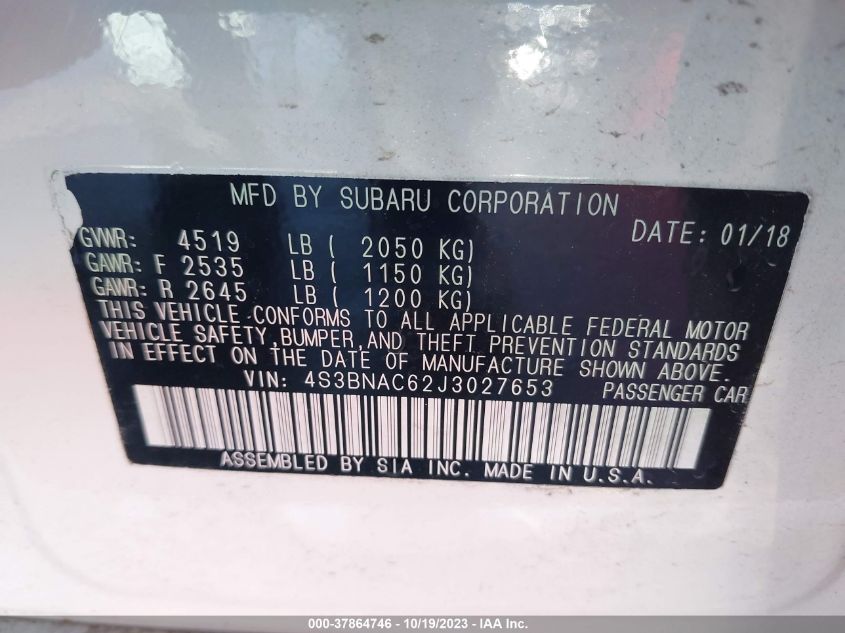 MFD BY SUBARU CORPORATION
DATE: 01/18
GVWR: 4519 LB ( 2050 KG)
GAWR: F 2535 LB ( 1150 KG)
GAWR: R 2645 LB ( 1200 KG)
THIS VEHICLE CONFORMS TO ALL APPLICABLE FEDERAL MOTOR
VEHICLE SAFETY,BUMPER,AND THEFT PREVENTION STANDARDS
IN EFFECT ON THE DATE OF MANUFACTURE SHOWN ABOVE.
VIN: 4S3BNAC62J3027653 PASSENGER CAR
ASSEMBLED BY SIA INC. MADE IN U.S.A.
000-37864746 - 10/19/2023 - IAA Inc.